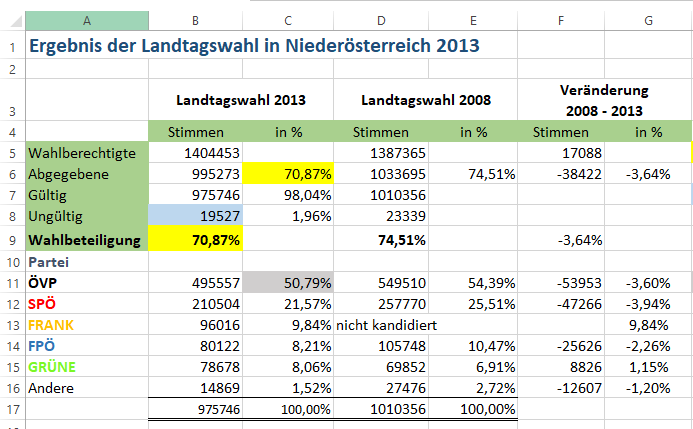 A B C D E F G
1 Ergebnis der Landtagswahl in Niederösterreich 2013
2
Veränderung
3 Landtagswahl 2013 Landtagswahl 2008
2008 - 2013
4 Stimmen in % Stimmen in % Stimmen in %
5 Wahlberechtigte 1404453 1387365 17088
6 Abgegebene 995273 70,87% 1033695 74,51% -38422 -3,64%
7 Gültig 975746 98,04% 1010356
8 Ungültig 19527 1,96% 23339
9 Wahlbeteiligung 70,87% 74,51% -3,64%
10 Partei
11 ÖVP 495557 50,79% 549510 54,39% -53953 -3,60%
12 SPÖ 210504 21,57% 257770 25,51% -47266 -3,94%
13 FRANK 96016 9,84% nicht kandidiert 9,84%
14 FPÖ 80122 8,21% 105748 10,47% -25626 -2,26%
15 GRÜNE 78678 8,06% 69852 6,91% 8826 1,15%
16 Andere 14869 1,52% 27476 2,72% -12607 -1,20%
17 975746 100,00% 1010356 100,00%